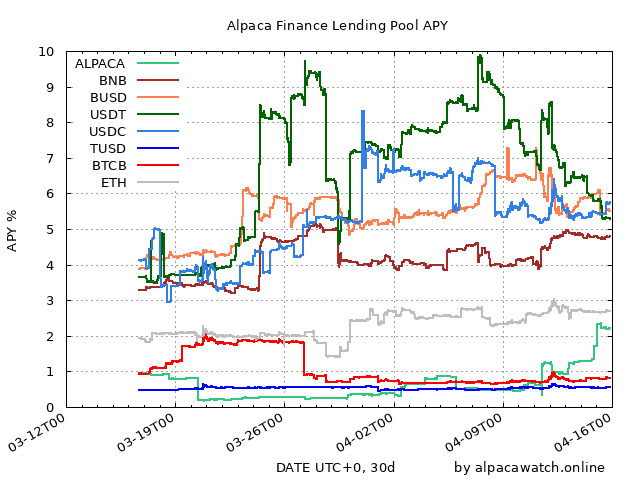 Alpaca Finance Lending Pool APY
10
9
8
7
6
5
4
3
2
1
0
APY %
ALPACA
BNB
BUSD
USDT
USDC
TUSD
BTCB
ETH
03-12T00
03-19T00
03-26T00
04-02T00
04-09T00
04-16T00
DATE UTC+0, 30d
by alpacawatch.online